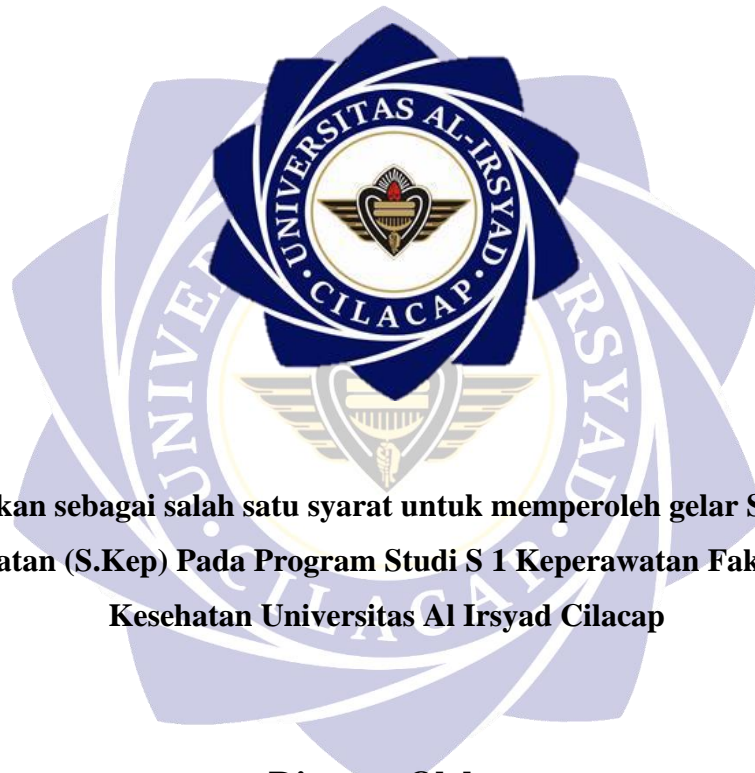 UNIVERSITAS AL-IRSYAD
CILACAP
kan sebagai salah satu syarat untuk memperoleh gelar S
atan (S.Kep) Pada Program Studi S 1 Keperawatan Fak
Kesehatan Universitas Al Irsyad Cilacap